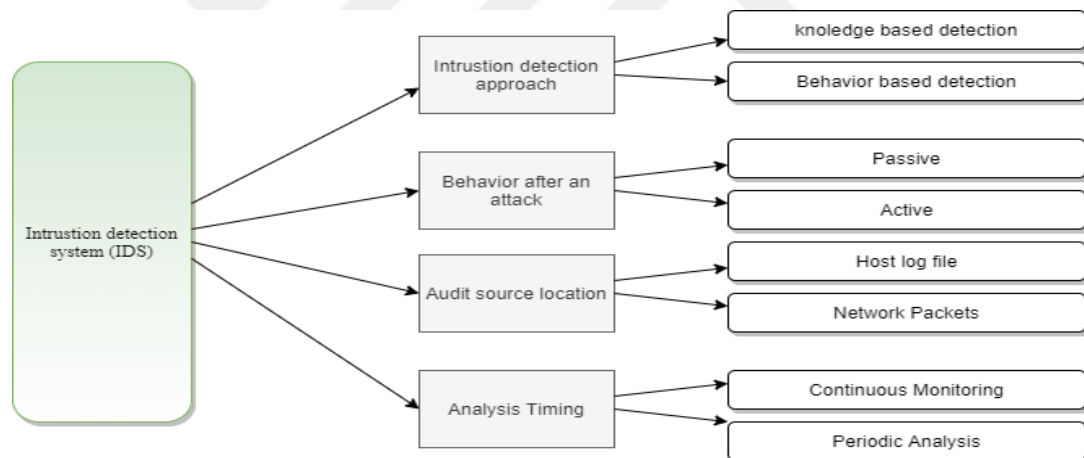 Intrustion detection
system (IDS)
Intrustion detection
approach
knoledge based detection
Behavior based detection
Behavior after an
attack
Passive
Active
Audit source location
Host log file
Network Packets
Analysis Timing
Continuous Monitoring
Periodic Analysis